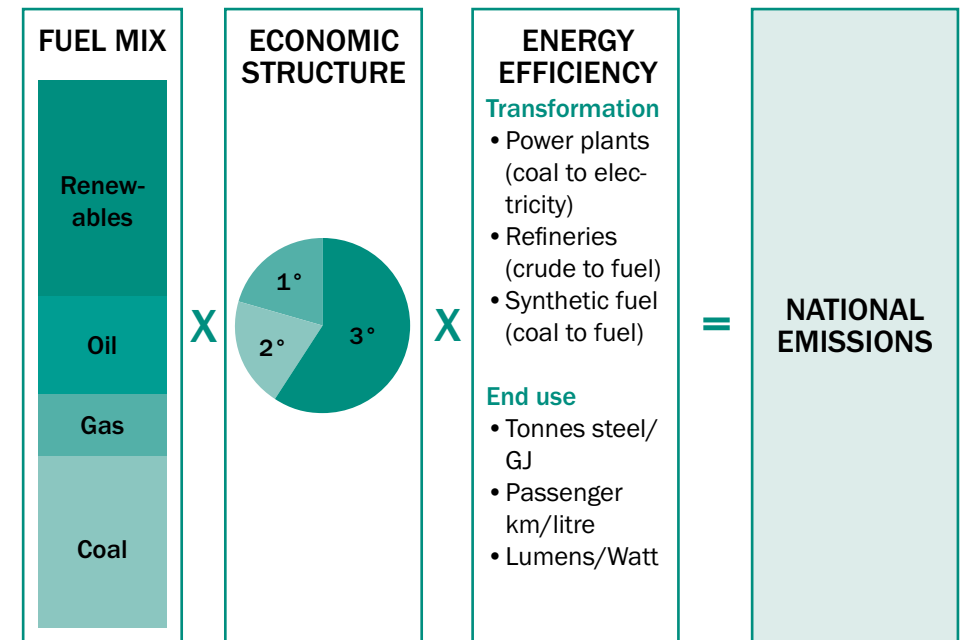 FUEL MIX
Renew-
ables
Oil
Gas
Coal
X
ECONOMIC
STRUCTURE
1°
2°
3°
X
ENERGY
EFFICIENCY
Transformation
• Power plants
(coal to elec-
tricity)
• Refineries
(crude to fuel)
• Synthetic fuel
(coal to fuel)
End use
• Tonnes steel/
GJ
• Passenger
km/litre
• Lumens/Watt
=
NATIONAL
EMISSIONS